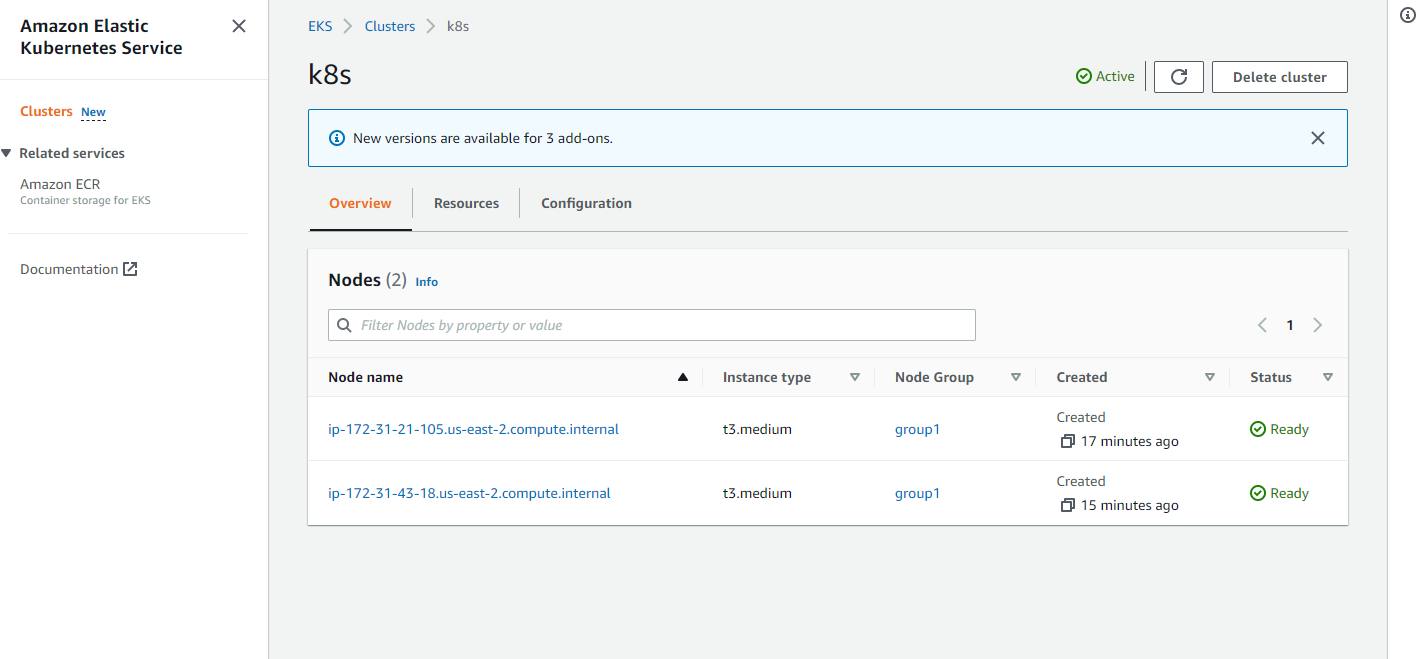 Amazon Elastic
Kubernetes Service
Clusters New
Related services
Amazon ECR
Container storage for EKS
Documentation
EKS Clusters k8s
k8s
Active
Delete cluster
New versions are available for 3 add-ons.
Overview Resources Configuration
Nodes (2) Info
Filter Nodes by property or value
1
Node name Instance type Node Group Created Status
ip-172-31-21-105.us-east-2.compute.internal t3.medium group1 Created 17 minutes ago Ready
ip-172-31-43-18.us-east-2.compute.internal t3.medium group1 Created 15 minutes ago Ready